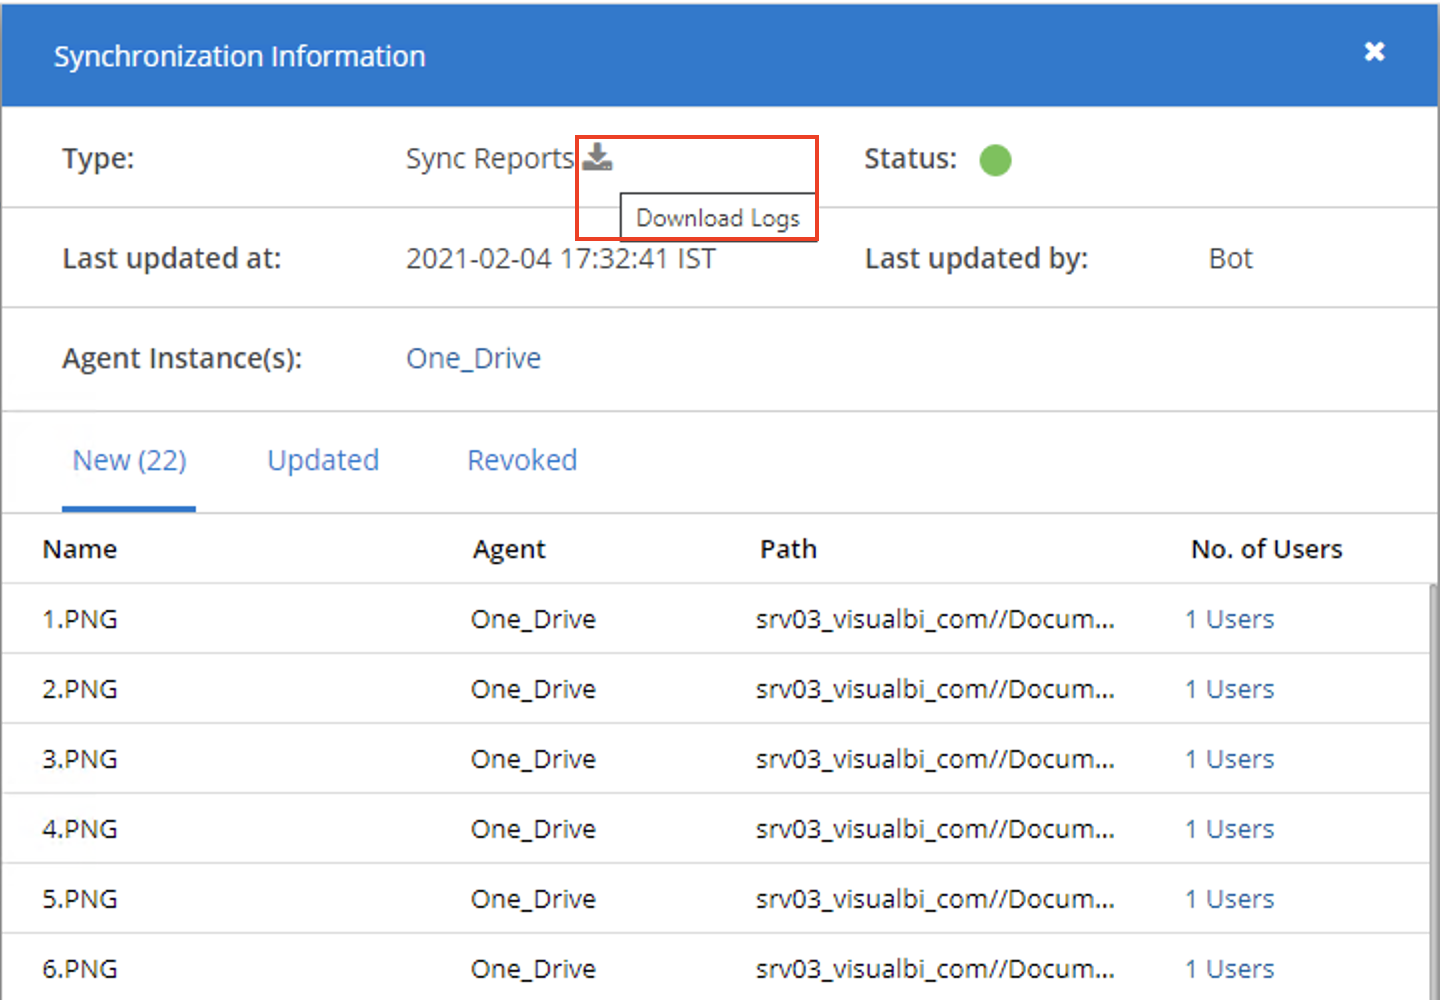 Synchronization Information
Type: Sync Reports Status:
Download Logs
Last updated at: 2021-02-04 17:32:41 IST Last updated by: Bot
Agent Instance(s): One_Drive
New (22) Updated Revoked
Name Agent Path No. of Users
1.PNG One_Drive srv03_visualbi_com//Docum... 1 Users
2.PNG One_Drive srv03_visualbi_com//Docum... 1 Users
3.PNG One_Drive srv03_visualbi_com//Docum... 1 Users
4.PNG One_Drive srv03_visualbi_com//Docum... 1 Users
5.PNG One_Drive srv03_visualbi_com//Docum... 1 Users
6.PNG One_Drive srv03_visualbi_com//Docum... 1 Users